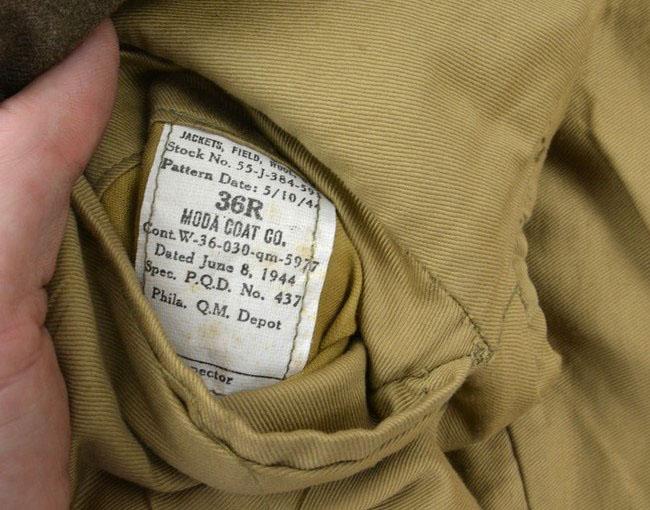 JACKETS, FIELD,
Stock No. 55-J-384-
Pattern Date: 5/10/44
36R
MODA COAT CO.
Cont. W-36-030-qm-5977
Dated June 8, 1944
Spec. P.Q.D. No. 437
Phila. Q.M. Depot